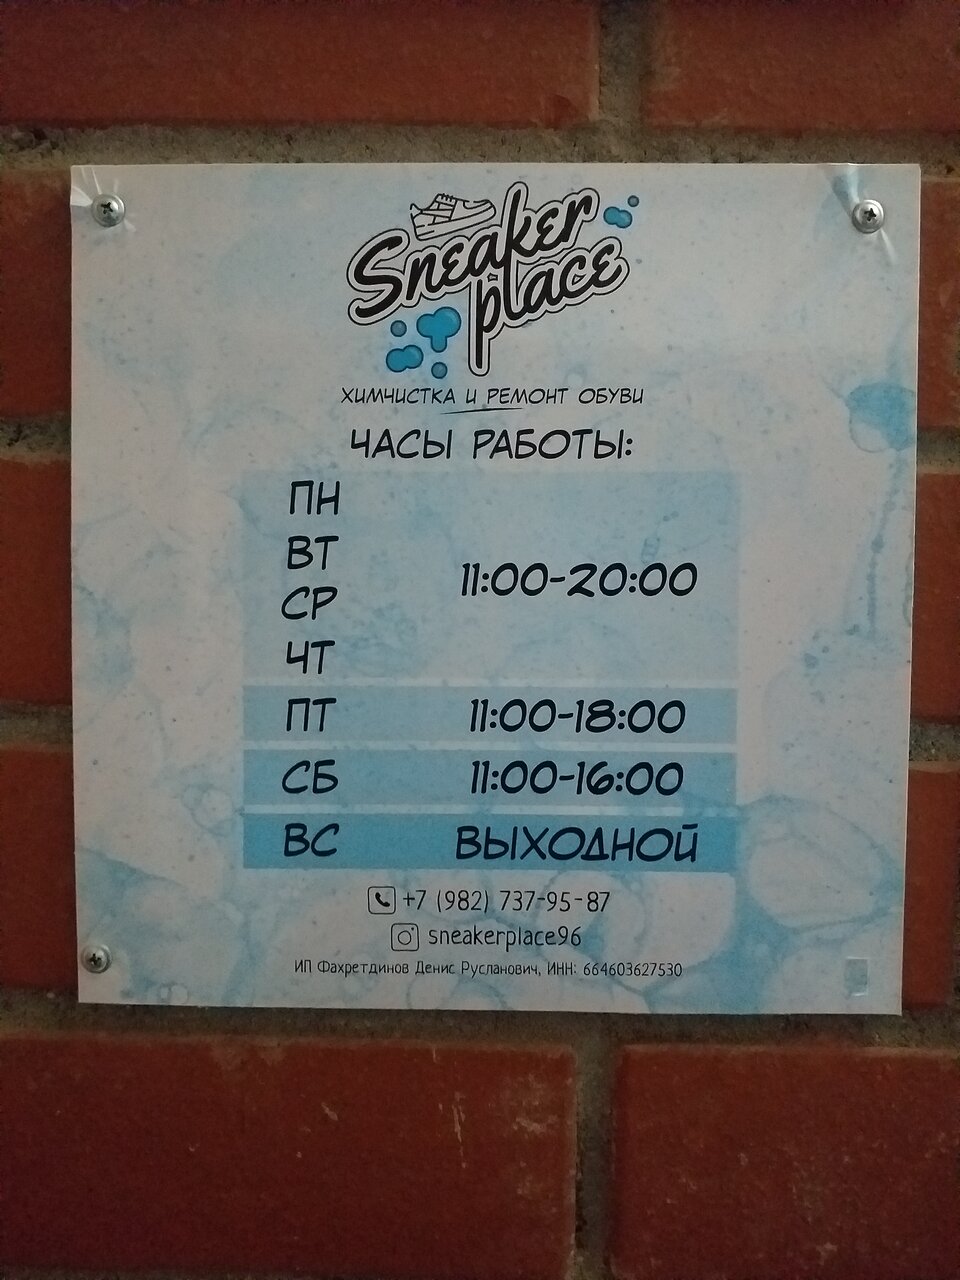 Sneaker
place
ХИМЧИСТКА И РЕМОНТ ОБУВИ
ЧАСЫ РАБОТЫ:
ПН
ВТ
11:00-20:00
СР
ЧТ
ПТ 11:00-18:00
СБ 11:00-16:00
ВС ВЫХОДНОЙ
+7 (982) 737-95-87
sneakerplace96
ИП Фахретдинов Денис Русланович, ИНН: 664603627530